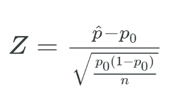 $Z = \frac{\hat{p} - p_0}{\sqrt{\frac{p_0(1-p_0)}{n}}}$